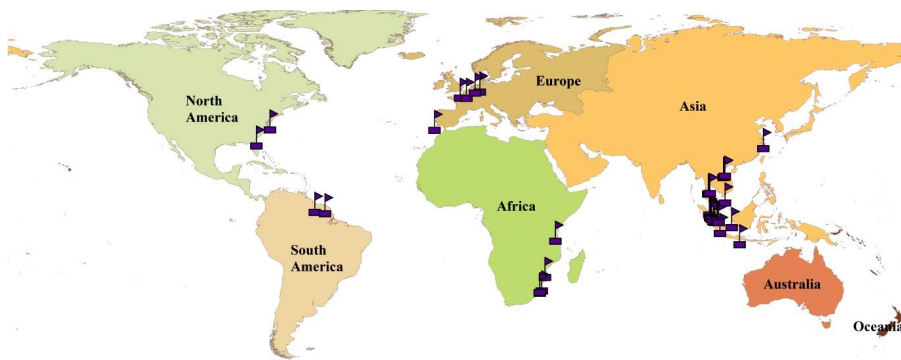 North
America
Europe
Asia
Africa
South
America
Australia
Oceania